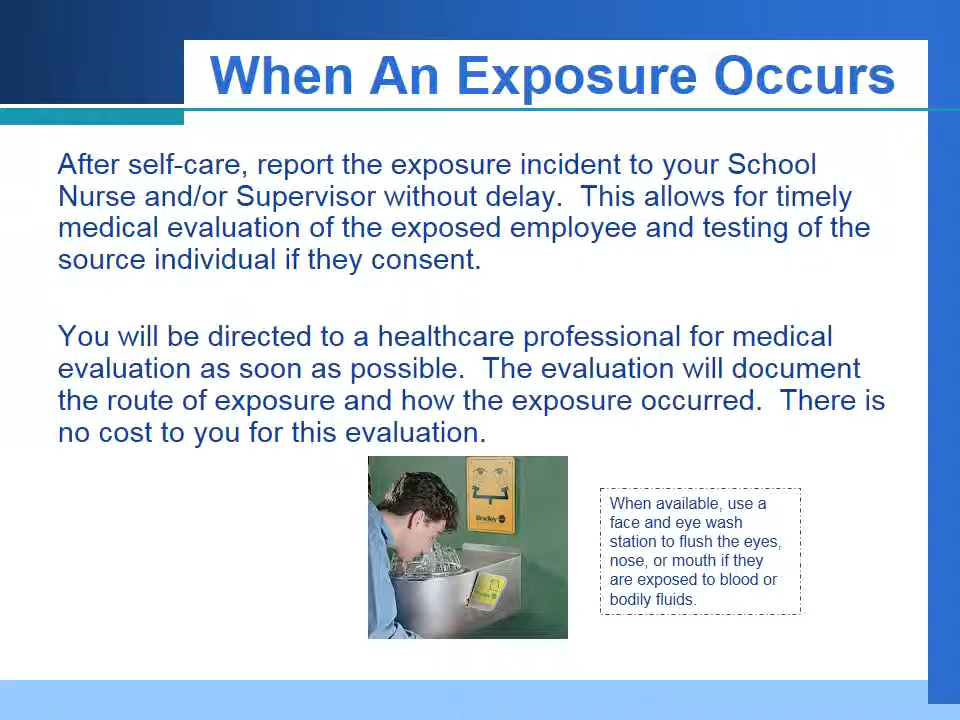 When An Exposure Occurs
After self-care, report the exposure incident to your School
Nurse and/or Supervisor without delay.  This allows for timely
medical evaluation of the exposed employee and testing of the
source individual if they consent.
You will be directed to a healthcare professional for medical
evaluation as soon as possible.  The evaluation will document
the route of exposure and how the exposure occurred.  There is
no cost to you for this evaluation.
Bradley
When available, use a
face and eye wash
station to flush the eyes,
nose, or mouth if they
are exposed to blood or
bodily fluids.